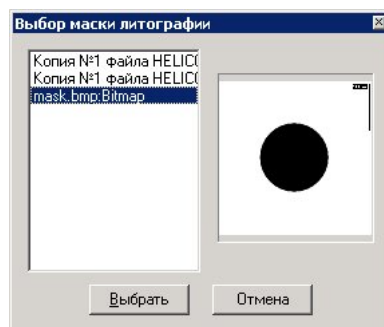 Выбор маски литографии
Копия №1 файла HELIC
Копия №1 файла HELIC
mask.bmp:Bitmap
Выбрать
Отмена